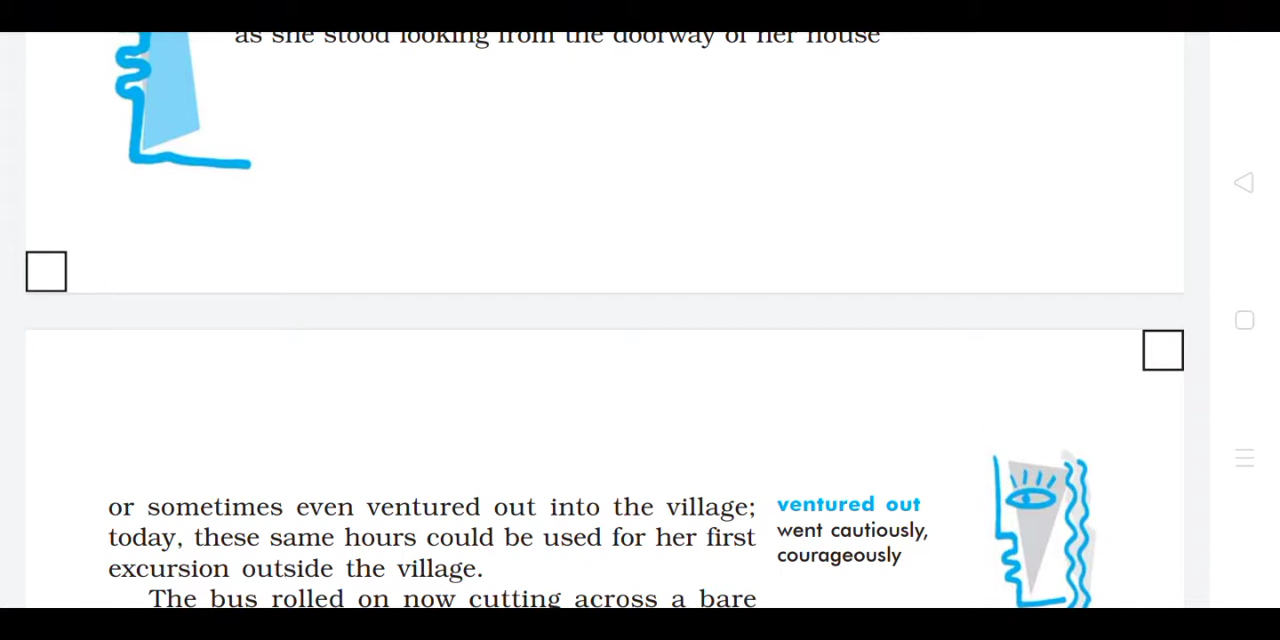 as she stood looking from the doorway of her house
or sometimes even ventured out into the village;
today, these same hours could be used for her first
excursion outside the village.
The bus rolled on now cutting across a bare
ventured out
went cautiously,
courageously